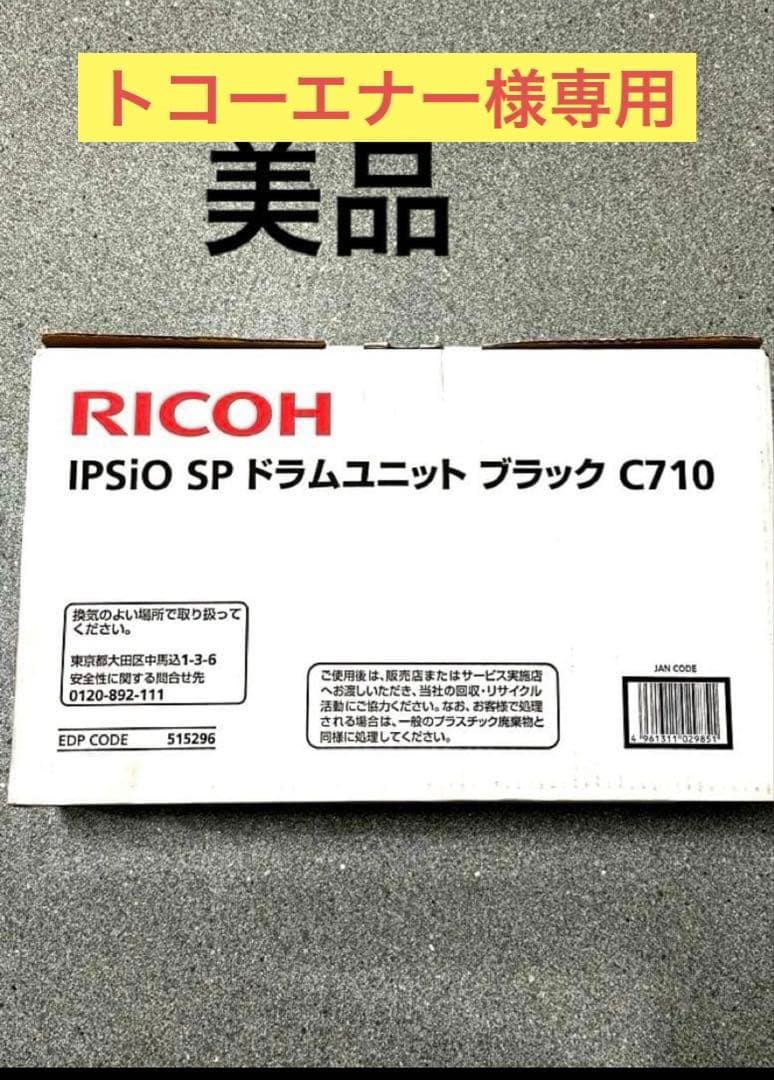 トコーエナー様専用
美品
RICOH
IPSiO SP ドラムユニット ブラック C710
換気のよい場所で取り扱って
ください。
東京都大田区中馬込1-3-6
安全性に関する問合せ先
0120-892-111
EDP CODE 515296
ご使用後は、販売店またはサービス実施店
へお渡しいただき、当社の回収・リサイクル
活動にご協力ください。なお、お客様で処理
される場合は、一般のプラスチック廃棄物と
同様に処理してください。
JAN CODE
4 961311 029851